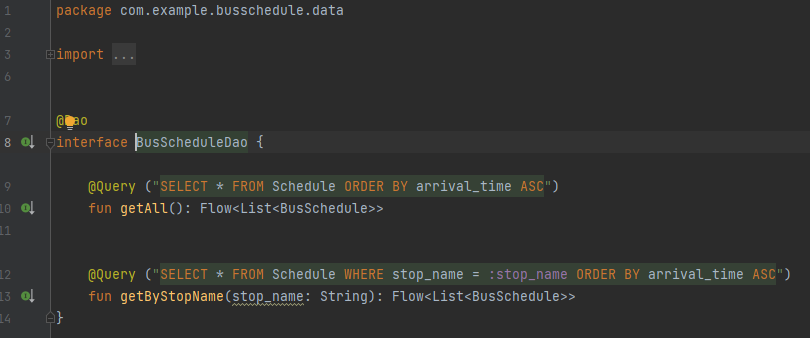 1 package com.example.busschedule.data
2
3 import ...
6
7 @Dao
8 interface BusScheduleDao {
9 @Query ("SELECT * FROM Schedule ORDER BY arrival_time ASC")
10 fun getAll(): Flow<List<BusSchedule>>
11
12 @Query ("SELECT * FROM Schedule WHERE stop_name = :stop_name ORDER BY arrival_time ASC")
13 fun getByStopName(stop_name: String): Flow<List<BusSchedule>>
14 }